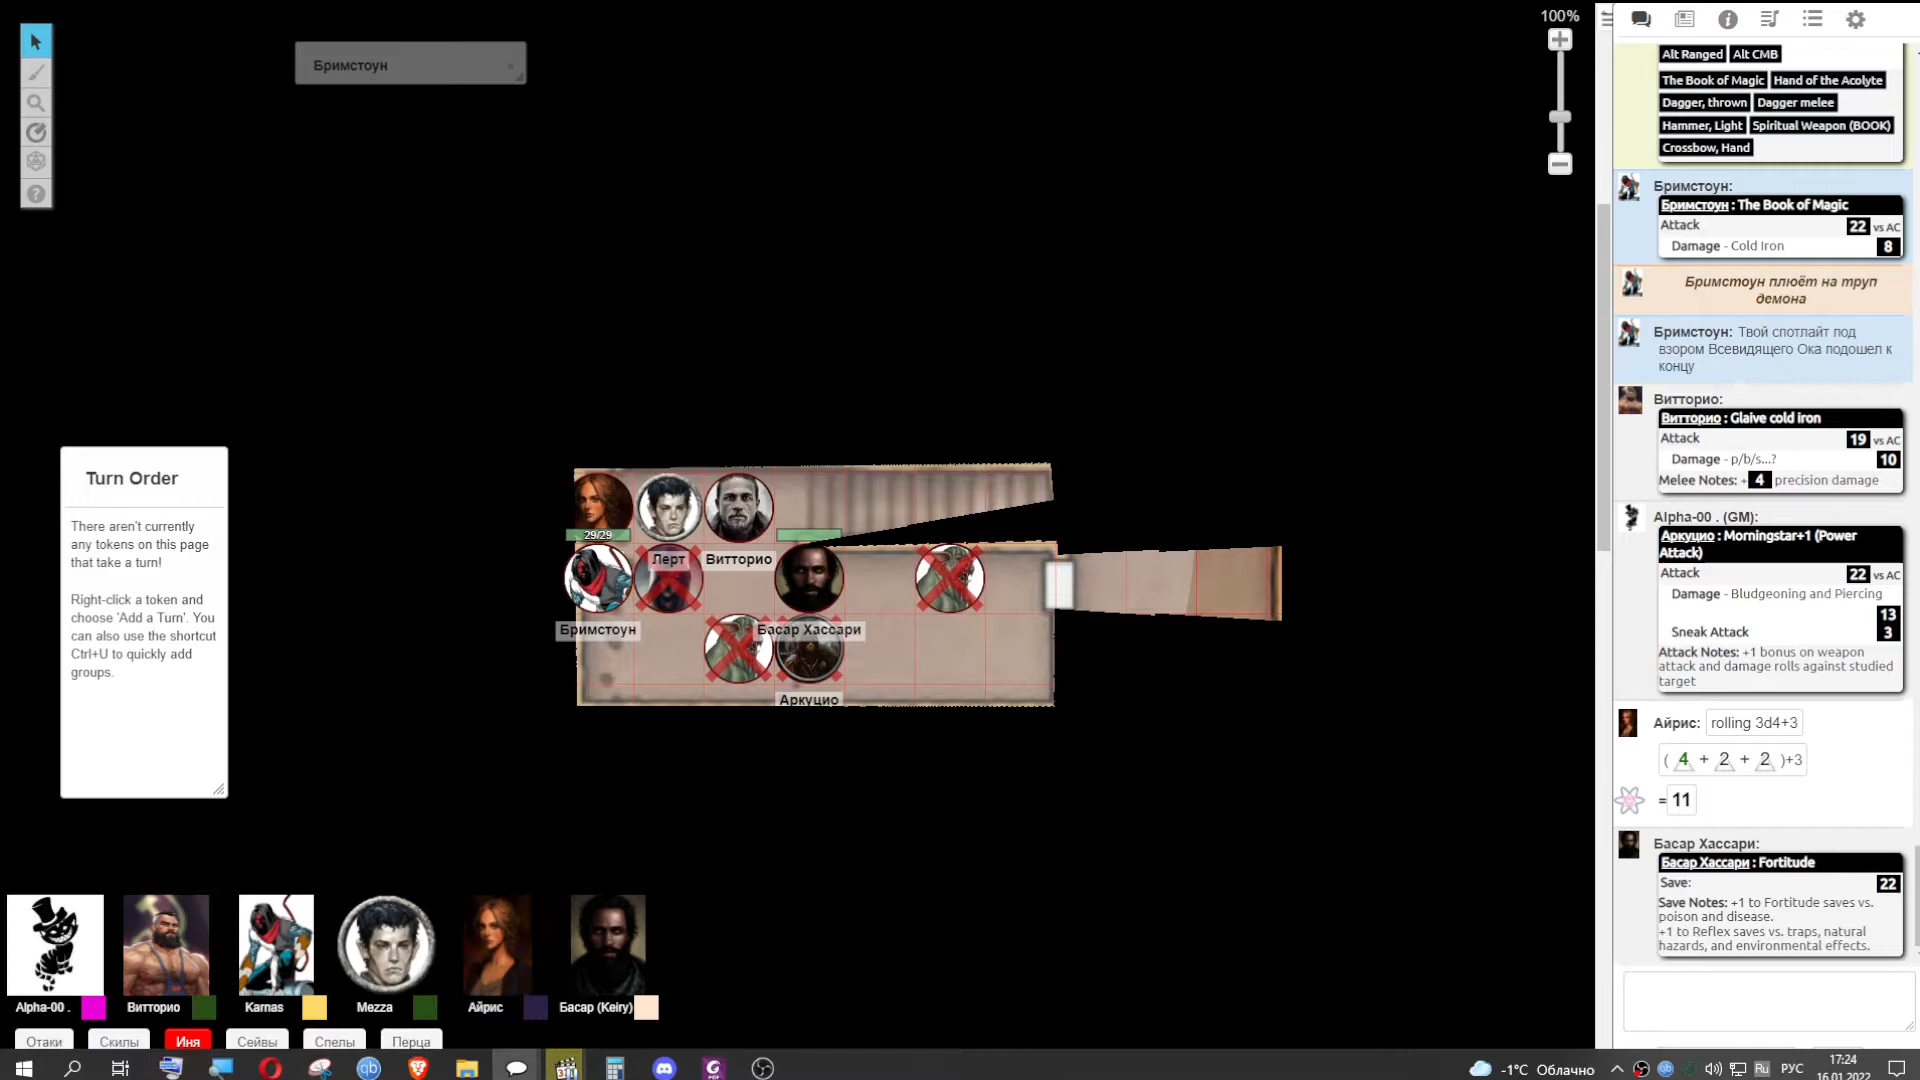 100%
Бримстоун
Turn Order
There aren't currently
any tokens on this page
that take a turn!
Right-click a token and
choose 'Add a Turn'. You
can also use the shortcut
Ctrl+U to quickly add
groups.
29/29
Лерт
Витторио
Бримстоун
Басар Хассари
Аркуцио
Alt Ranged
Alt CMB
The Book of Magic
Hand of the Acolyte
Dagger, thrown
Dagger melee
Hammer, Light
Spiritual Weapon (BOOK)
Crossbow, Hand
Бримстоун:
Бримстоун : The Book of Magic
Attack 22 vs AC
Damage - Cold Iron 8
Бримстоун плюёт на труп
демона
Бримстоун: Твой спотлайт под
взором Всевидящего Ока подошел к
концу
Витторио:
Витторио : Glaive cold iron
Attack 19 vs AC
Damage - p/b/s...? 10
Melee Notes: + 4 precision damage
Alpha-00 . (GM):
Аркуцио : Morningstar+1 (Power
Attack)
Attack 22 vs AC
Damage - Bludgeoning and Piercing
13
Sneak Attack 3
Attack Notes: +1 bonus on weapon
attack and damage rolls against studied
target
Айрис: rolling 3d4+3
( 4 + 2 + 2 )+3
= 11
Басар Хассари:
Басар Хассари : Fortitude
Save: 22
Save Notes: +1 to Fortitude saves vs.
poison and disease.
+1 to Reflex saves vs. traps, natural
hazards, and environmental effects.
Alpha-00 .
Витторио
Karnas
Mezza
Айрис
Басар (Keiry)
Отаки
Скилы
Иня
Сейвы
Спелы
Перца
-1°C Облачно
Ru
РУС
17:24
16.01.2022